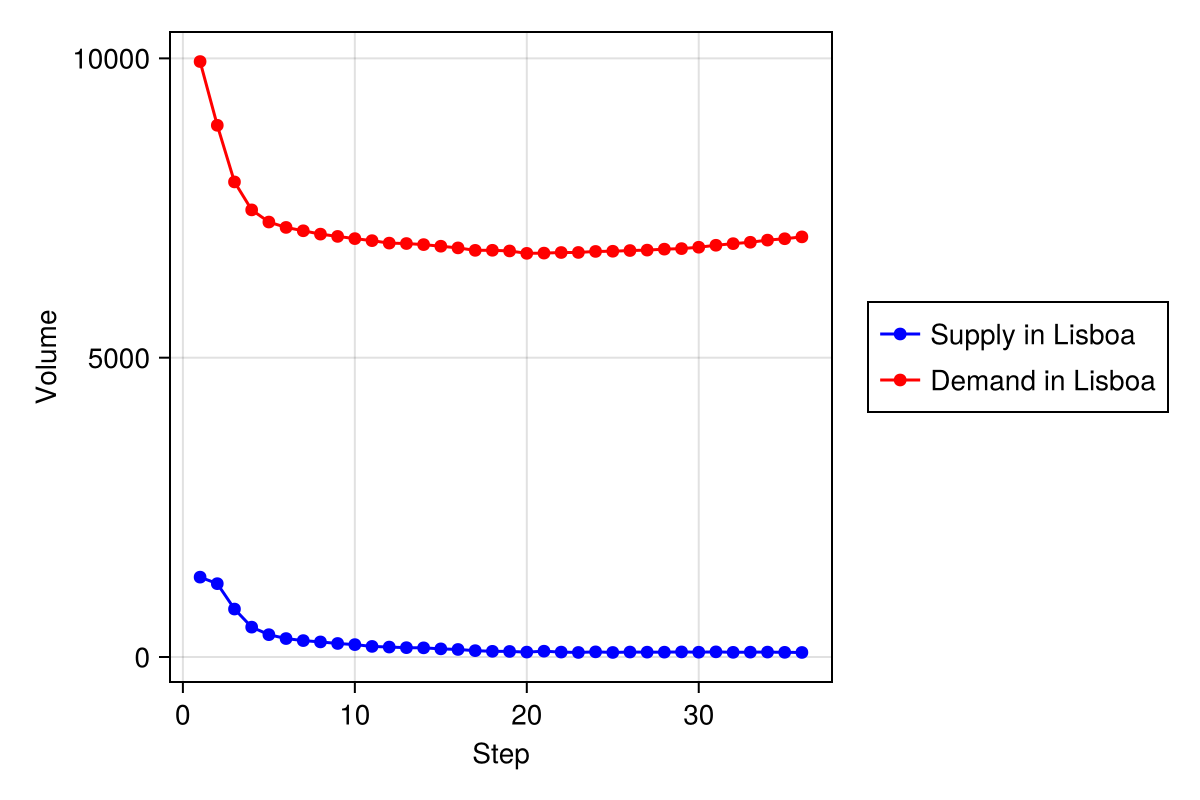 10000
5000
0
Volume
0 10 20 30
Step
Supply in Lisboa
Demand in Lisboa